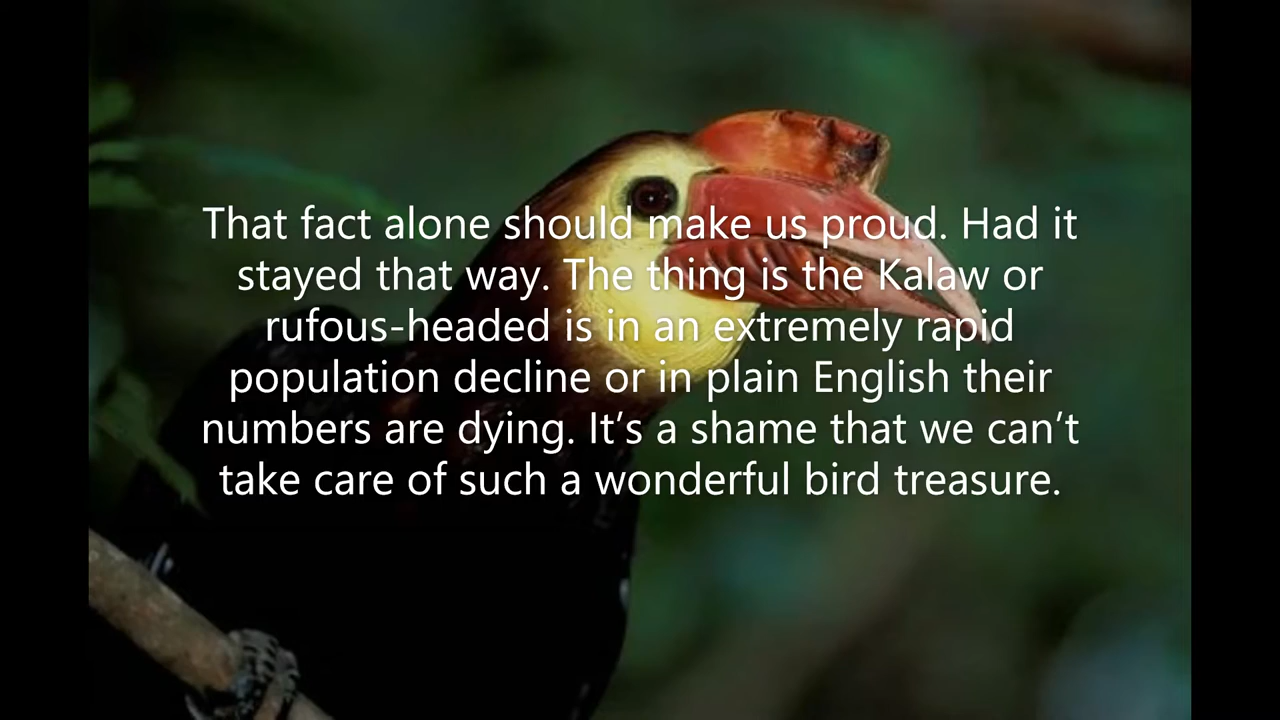 That fact alone should make us proud. Had it
stayed that way. The thing is the Kalaw or
rufous-headed is in an extremely rapid
population decline or in plain English their
numbers are dying. It’s a shame that we can’t
take care of such a wonderful bird treasure.